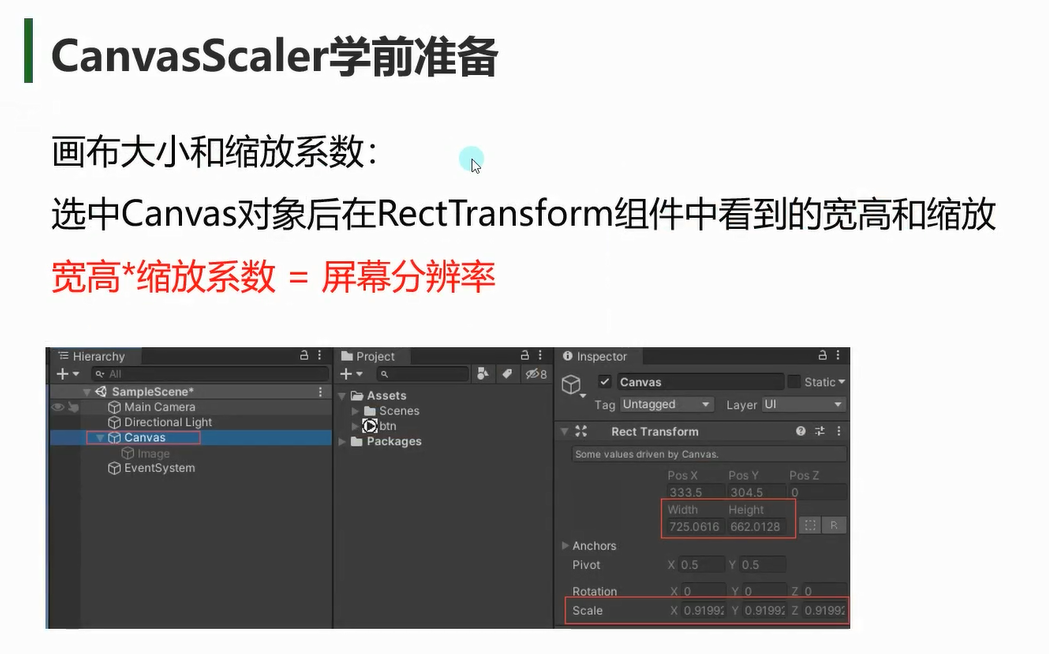 CanvasScaler学前准备
画布大小和缩放系数：
选中Canvas对象后在RectTransform组件中看到的宽高和缩放
宽高*缩放系数 = 屏幕分辨率
Hierarchy
All
SampleScene*
Main Camera
Directional Light
Canvas
Image
EventSystem
Project
8
Assets
Scenes
btn
Packages
Inspector
Canvas Static
Tag Untagged Layer UI
Rect Transform
Some values driven by Canvas.
Pos X Pos Y Pos Z
333.5 304.5 0
Width Height
725.0616 662.0128 R
Anchors
Pivot X 0.5 Y 0.5
Rotation X 0 Y 0 Z 0
Scale X 0.91992 Y 0.91992 Z 0.91992